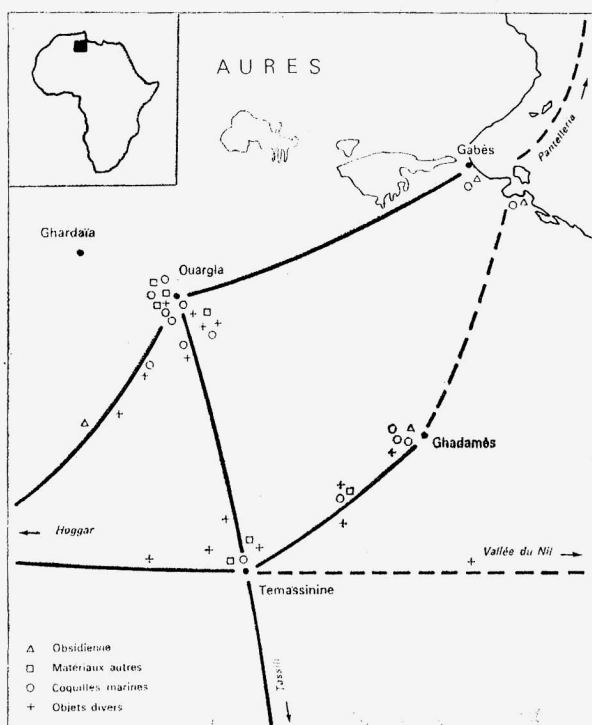 AURES
Gabès
Pantelleria
Ghardaïa
Ouargla
Ghadamès
Hoggar
Vallée du Nil
Temassinine
Tassili
Obsidienne
Matériaux autres
Coquilles marines
Objets divers